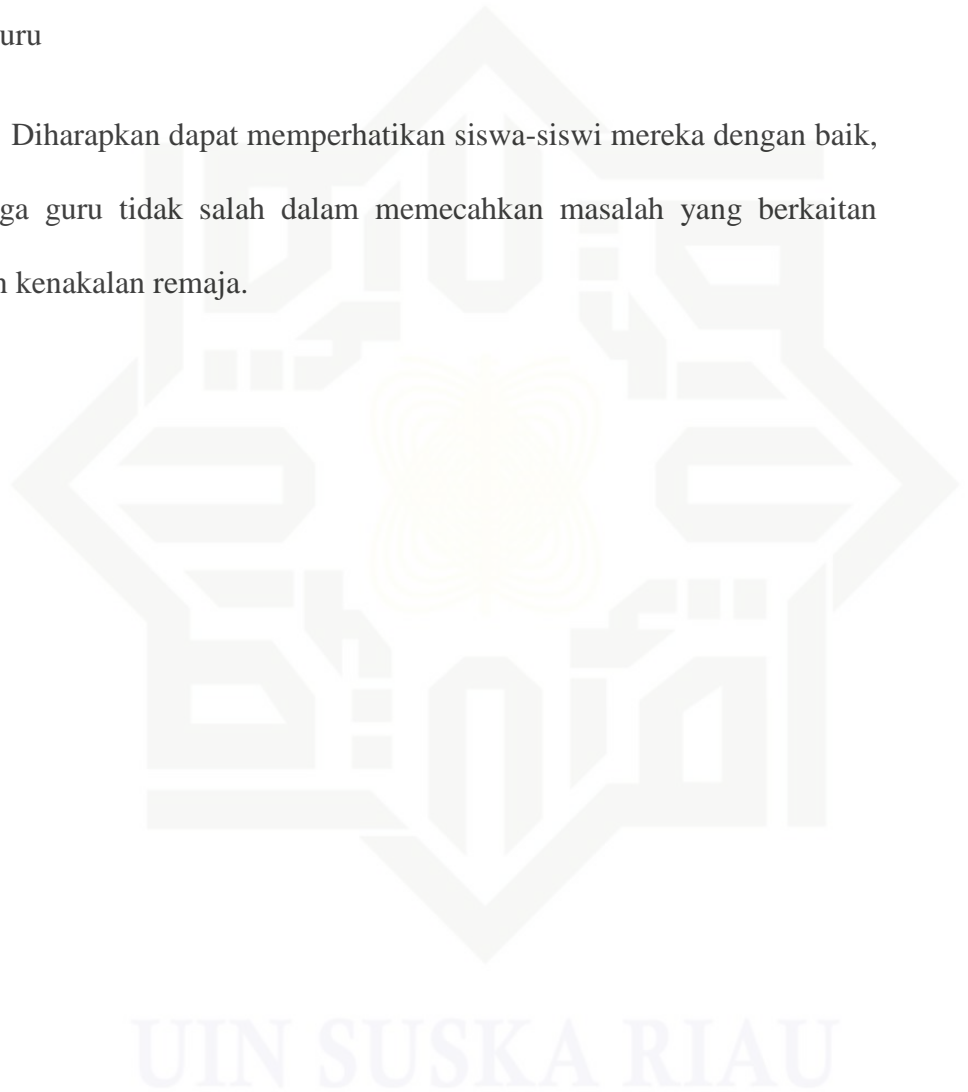 uru
Diharapkan dapat memperhatikan siswa-siswi mereka dengan baik,
ga guru tidak salah dalam memecahkan masalah yang berkaitan
n kenakalan remaja.
UIN SUSKA RIAU